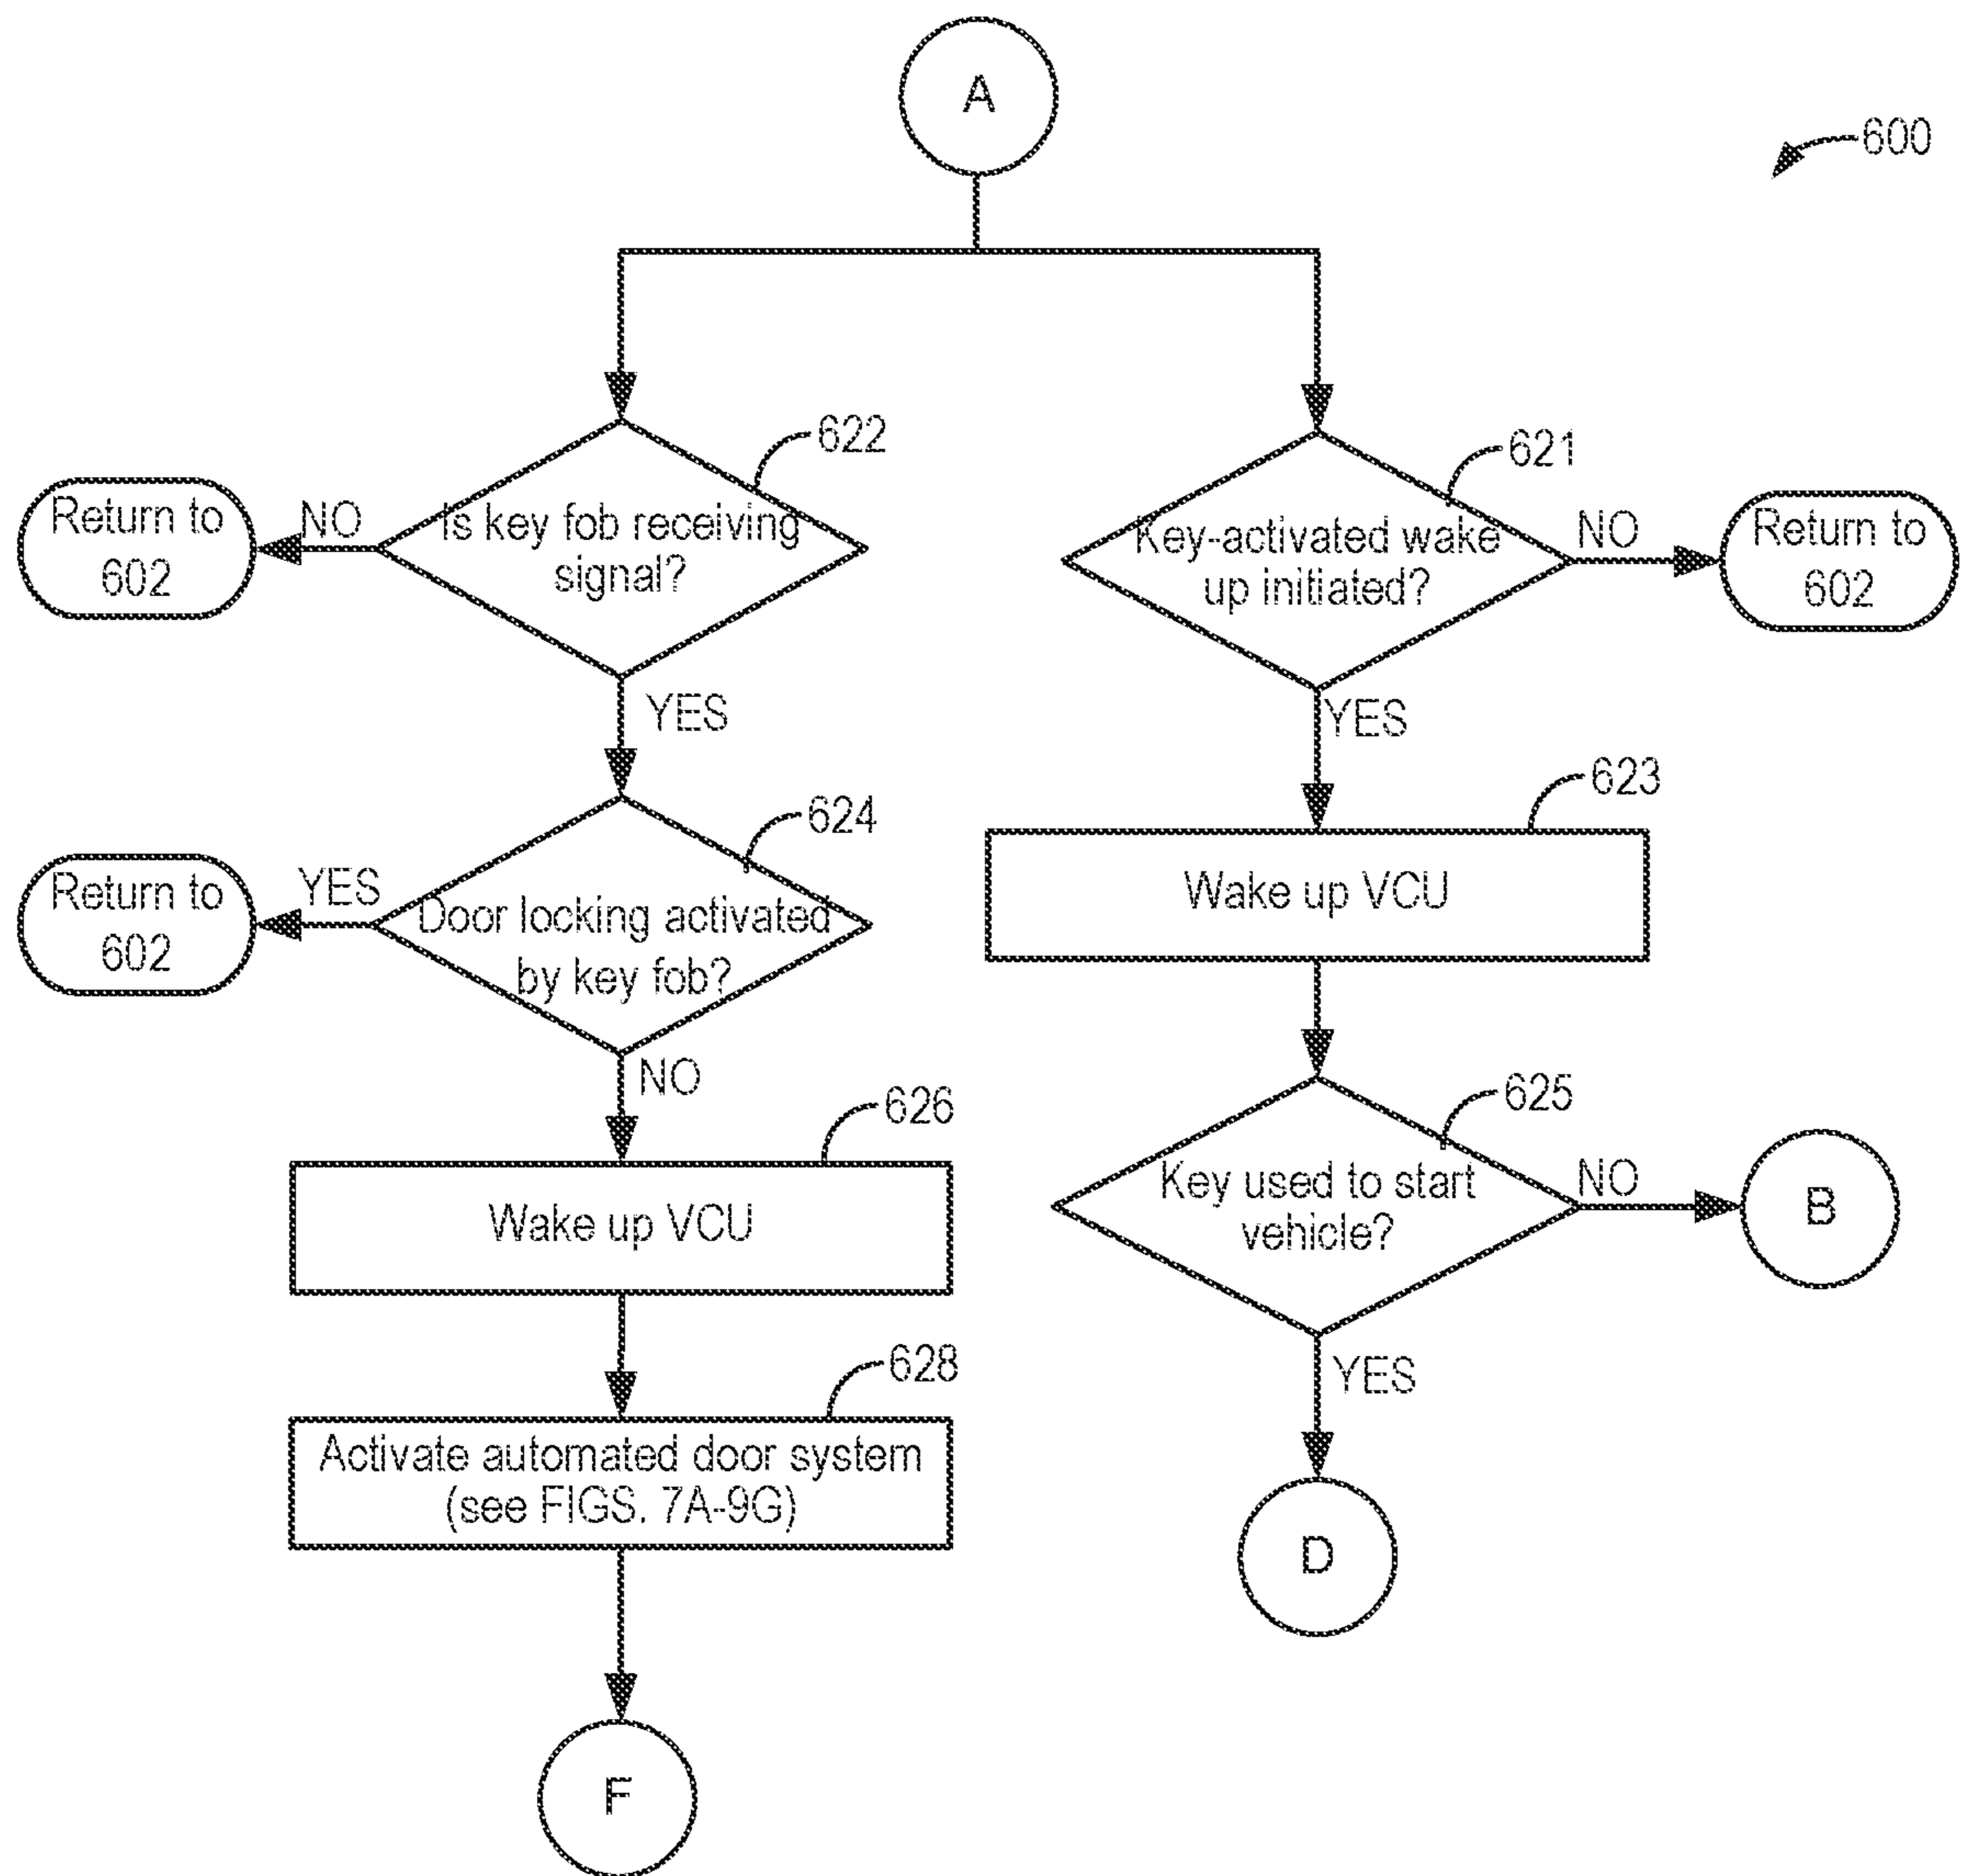 A
600
622
Is key fob receiving
signal?
NO
Return to
602
YES
621
Key-activated wake
up initiated?
NO
Return to
602
YES
624
Door locking activated
by key fob?
YES
Return to
602
NO
623
Wake up VCU
626
Wake up VCU
625
Key used to start
vehicle?
NO
B
YES
D
628
Activate automated door system
(see FIGS. 7A-9G)
F